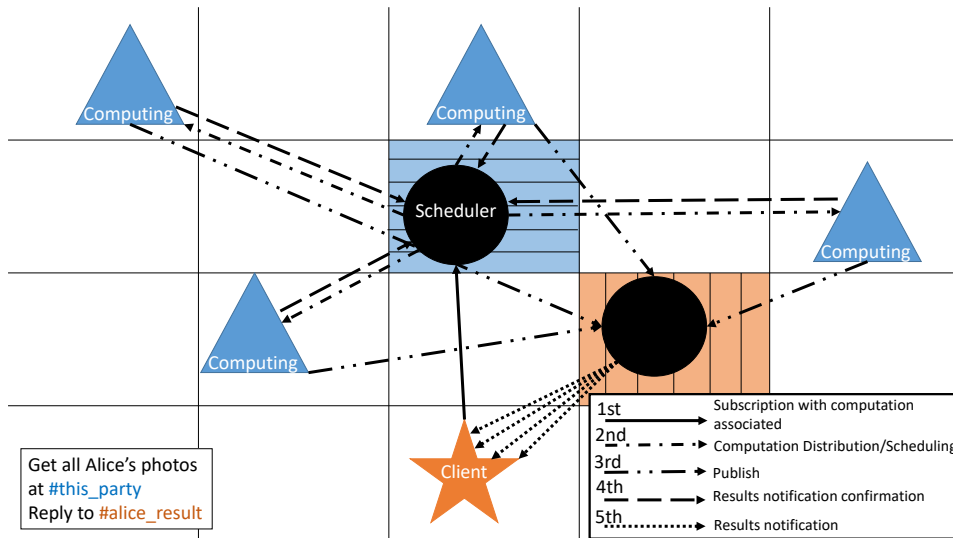 Computing
Computing
Scheduler
Computing
Computing
Client
Get all Alice’s photos
at #this_party
Reply to #alice_result
1st
Subscription with computation
associated
2nd
Computation Distribution/Scheduling
3rd
Publish
4th
Results notification confirmation
5th
Results notification